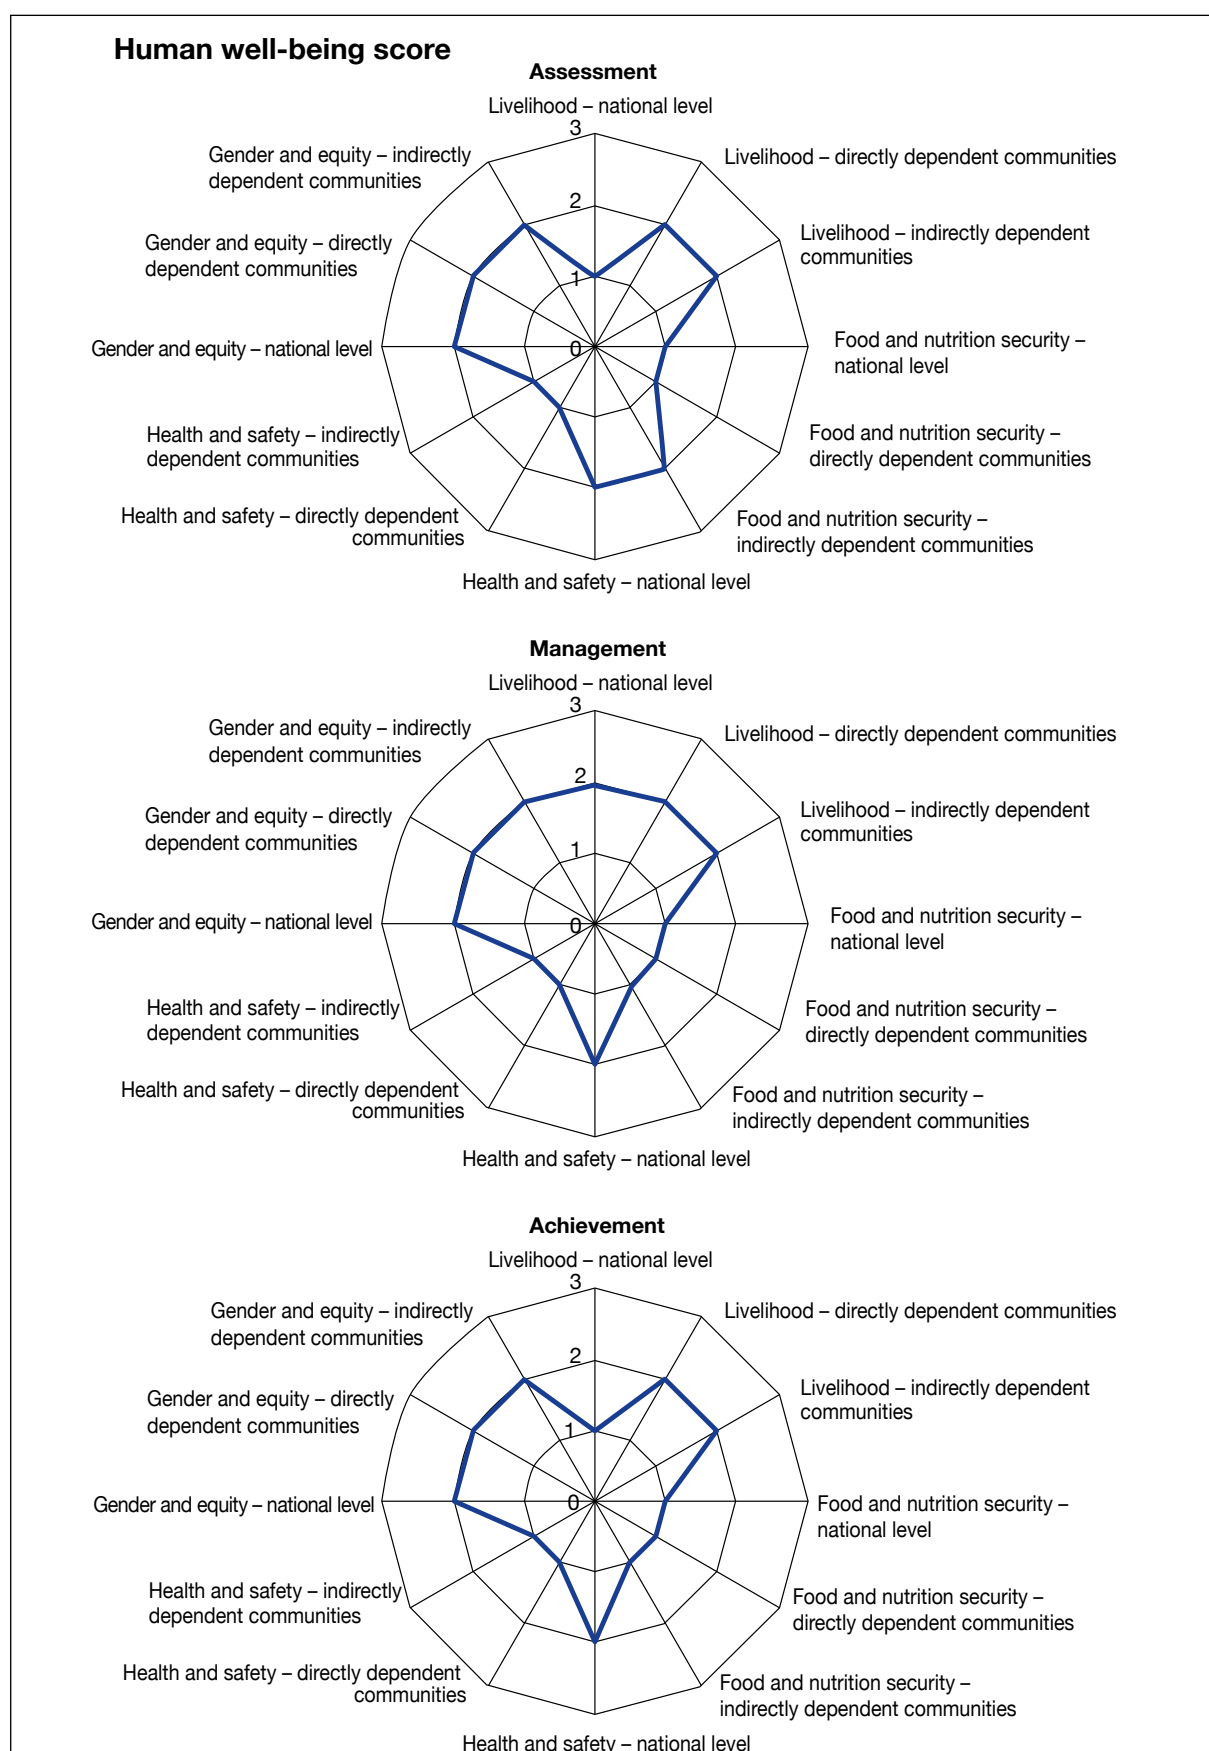 Human well-being score
Assessment
Livelihood – national level
3
Gender and equity – indirectly
dependent communities
Livelihood – directly dependent communities
2
Gender and equity – directly
dependent communities
Livelihood – indirectly dependent
communities
1
Gender and equity – national level
0
Food and nutrition security –
national level
Health and safety – indirectly
dependent communities
Food and nutrition security –
directly dependent communities
Health and safety – directly dependent
communities
Food and nutrition security –
indirectly dependent communities
Health and safety – national level
Management
Livelihood – national level
3
Gender and equity – indirectly
dependent communities
Livelihood – directly dependent communities
2
Gender and equity – directly
dependent communities
Livelihood – indirectly dependent
communities
1
Gender and equity – national level
0
Food and nutrition security –
national level
Health and safety – indirectly
dependent communities
Food and nutrition security –
directly dependent communities
Health and safety – directly dependent
communities
Food and nutrition security –
indirectly dependent communities
Health and safety – national level
Achievement
Livelihood – national level
3
Gender and equity – indirectly
dependent communities
Livelihood – directly dependent communities
2
Gender and equity – directly
dependent communities
Livelihood – indirectly dependent
communities
1
Gender and equity – national level
0
Food and nutrition security –
national level
Health and safety – indirectly
dependent communities
Food and nutrition security –
directly dependent communities
Health and safety – directly dependent
communities
Food and nutrition security –
indirectly dependent communities
Health and safety – national level